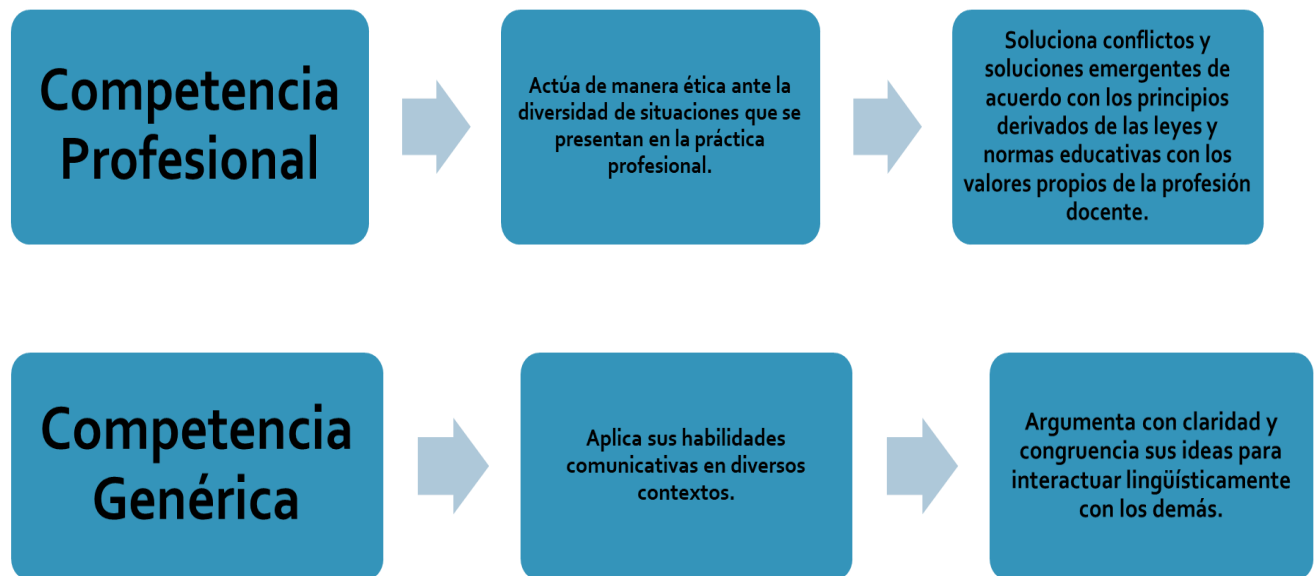 Competencia
Profesional
Actúa de manera ética ante la
diversidad de situaciones que se
presentan en la práctica
profesional.
Soluciona conflictos y
soluciones emergentes de
acuerdo con los principios
derivados de las leyes y
normas educativas con los
valores propios de la profesión
docente.
Competencia
Genérica
Aplica sus habilidades
comunicativas en diversos
contextos.
Argumenta con claridad y
congruencia sus ideas para
interactuar lingüísticamente
con los demás.